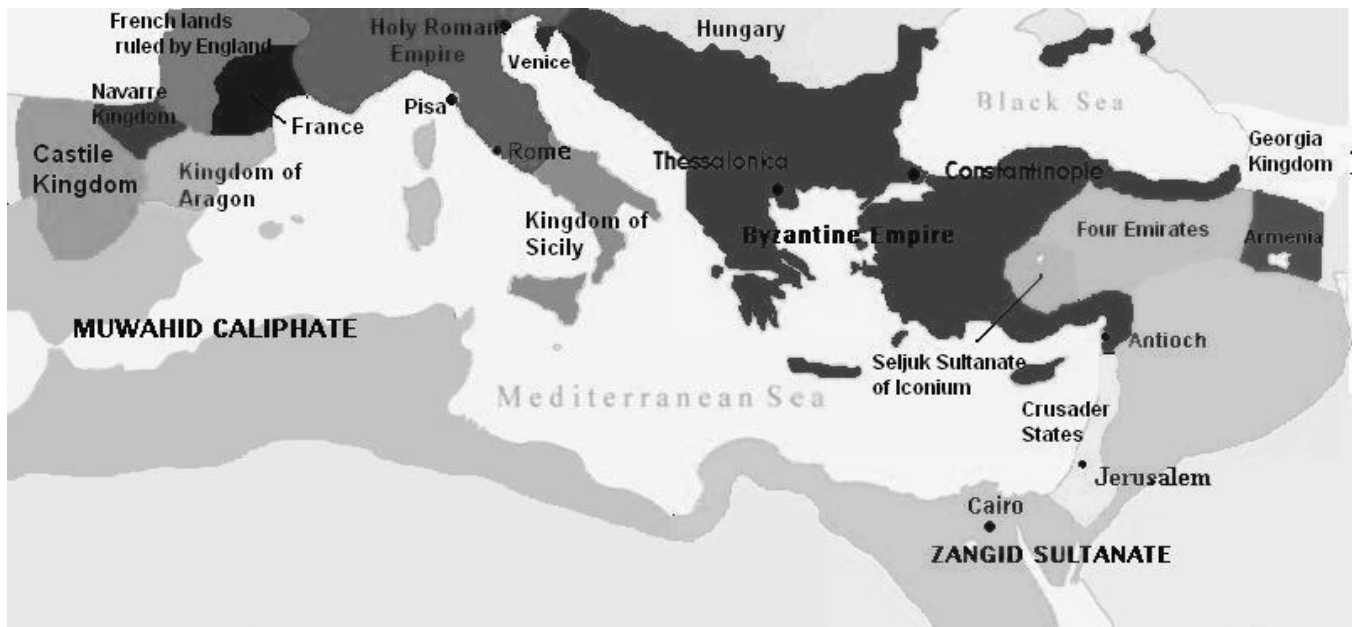 French lands
ruled by England
Holy Roman
Empire
Hungary
Venice
Navarre
Kingdom
Pisa
France
Black Sea
Georgia
Kingdom
Castile
Kingdom
Kingdom of
Aragon
Rome
Thessalonka
Constantinople
Kingdom of
Sicily
Byzantine Empire
Four Emirates
Armenia
MUWAHID CALIPHATE
Antioch
Seljuk Sultanate
of Iconium
Mediterranean Sea
Crusader
States
Jerusalem
Cairo
ZANGID SULTANATE